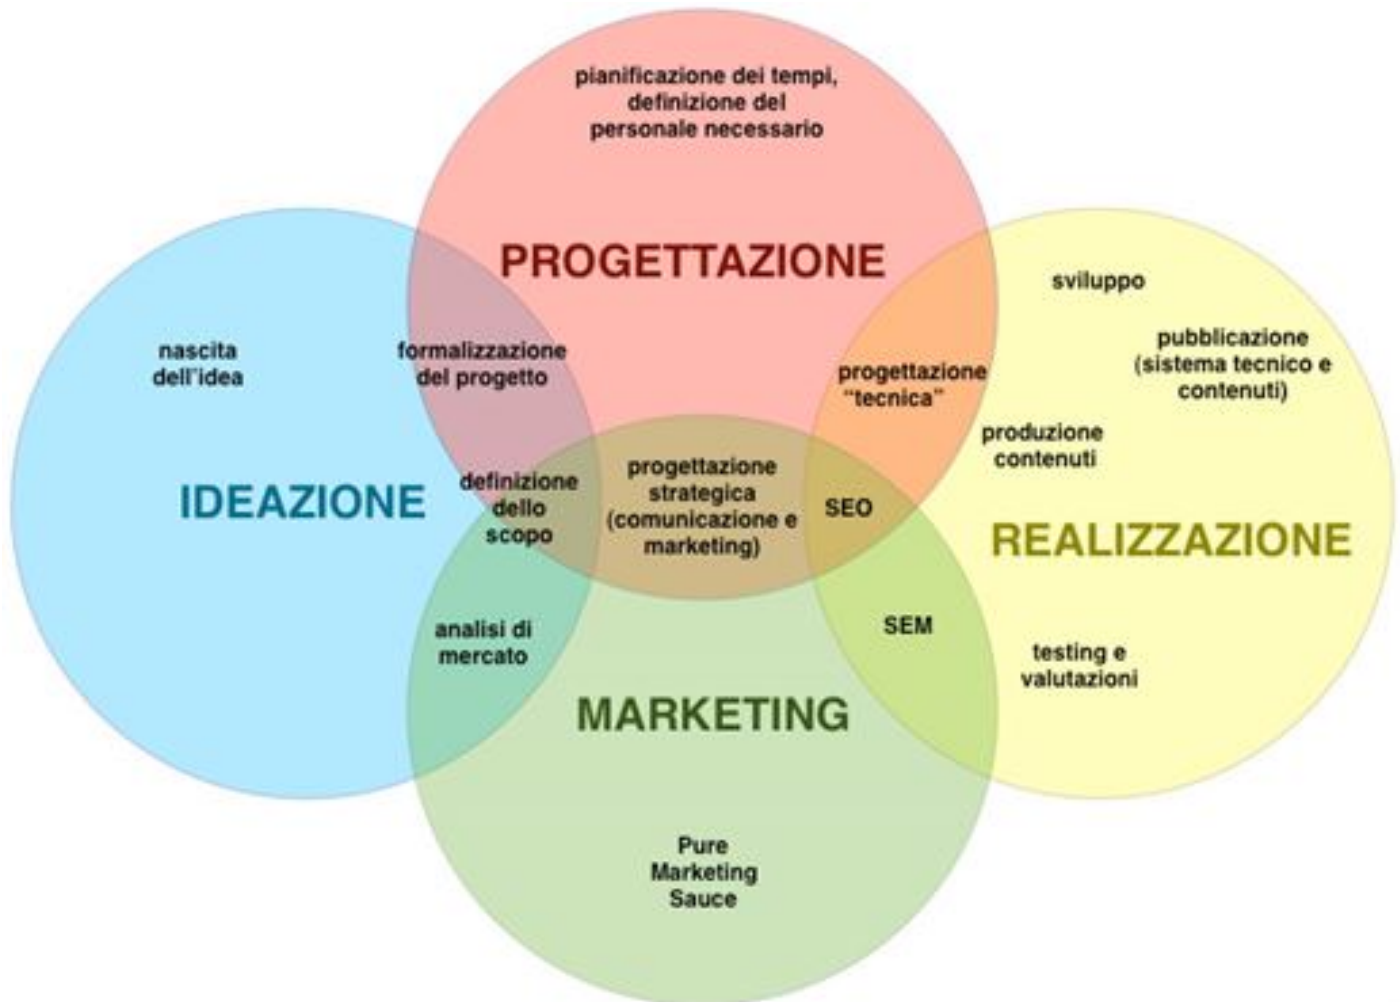 pianificazione dei tempi,
definizione del
personale necessario
PROGETTAZIONE
sviluppo
pubblicazione
(sistema tecnico e
contenuti)
nascita
dell'idea
formalizzazione
del progetto
progettazione
“tecnica”
produzione
contenuti
IDEAZIONE
definizione
dello
scopo
progettazione
strategica
(comunicazione e
marketing)
SEO
REALIZZAZIONE
analisi di
mercato
SEM
testing e
valutazioni
MARKETING
Pure
Marketing
Sauce